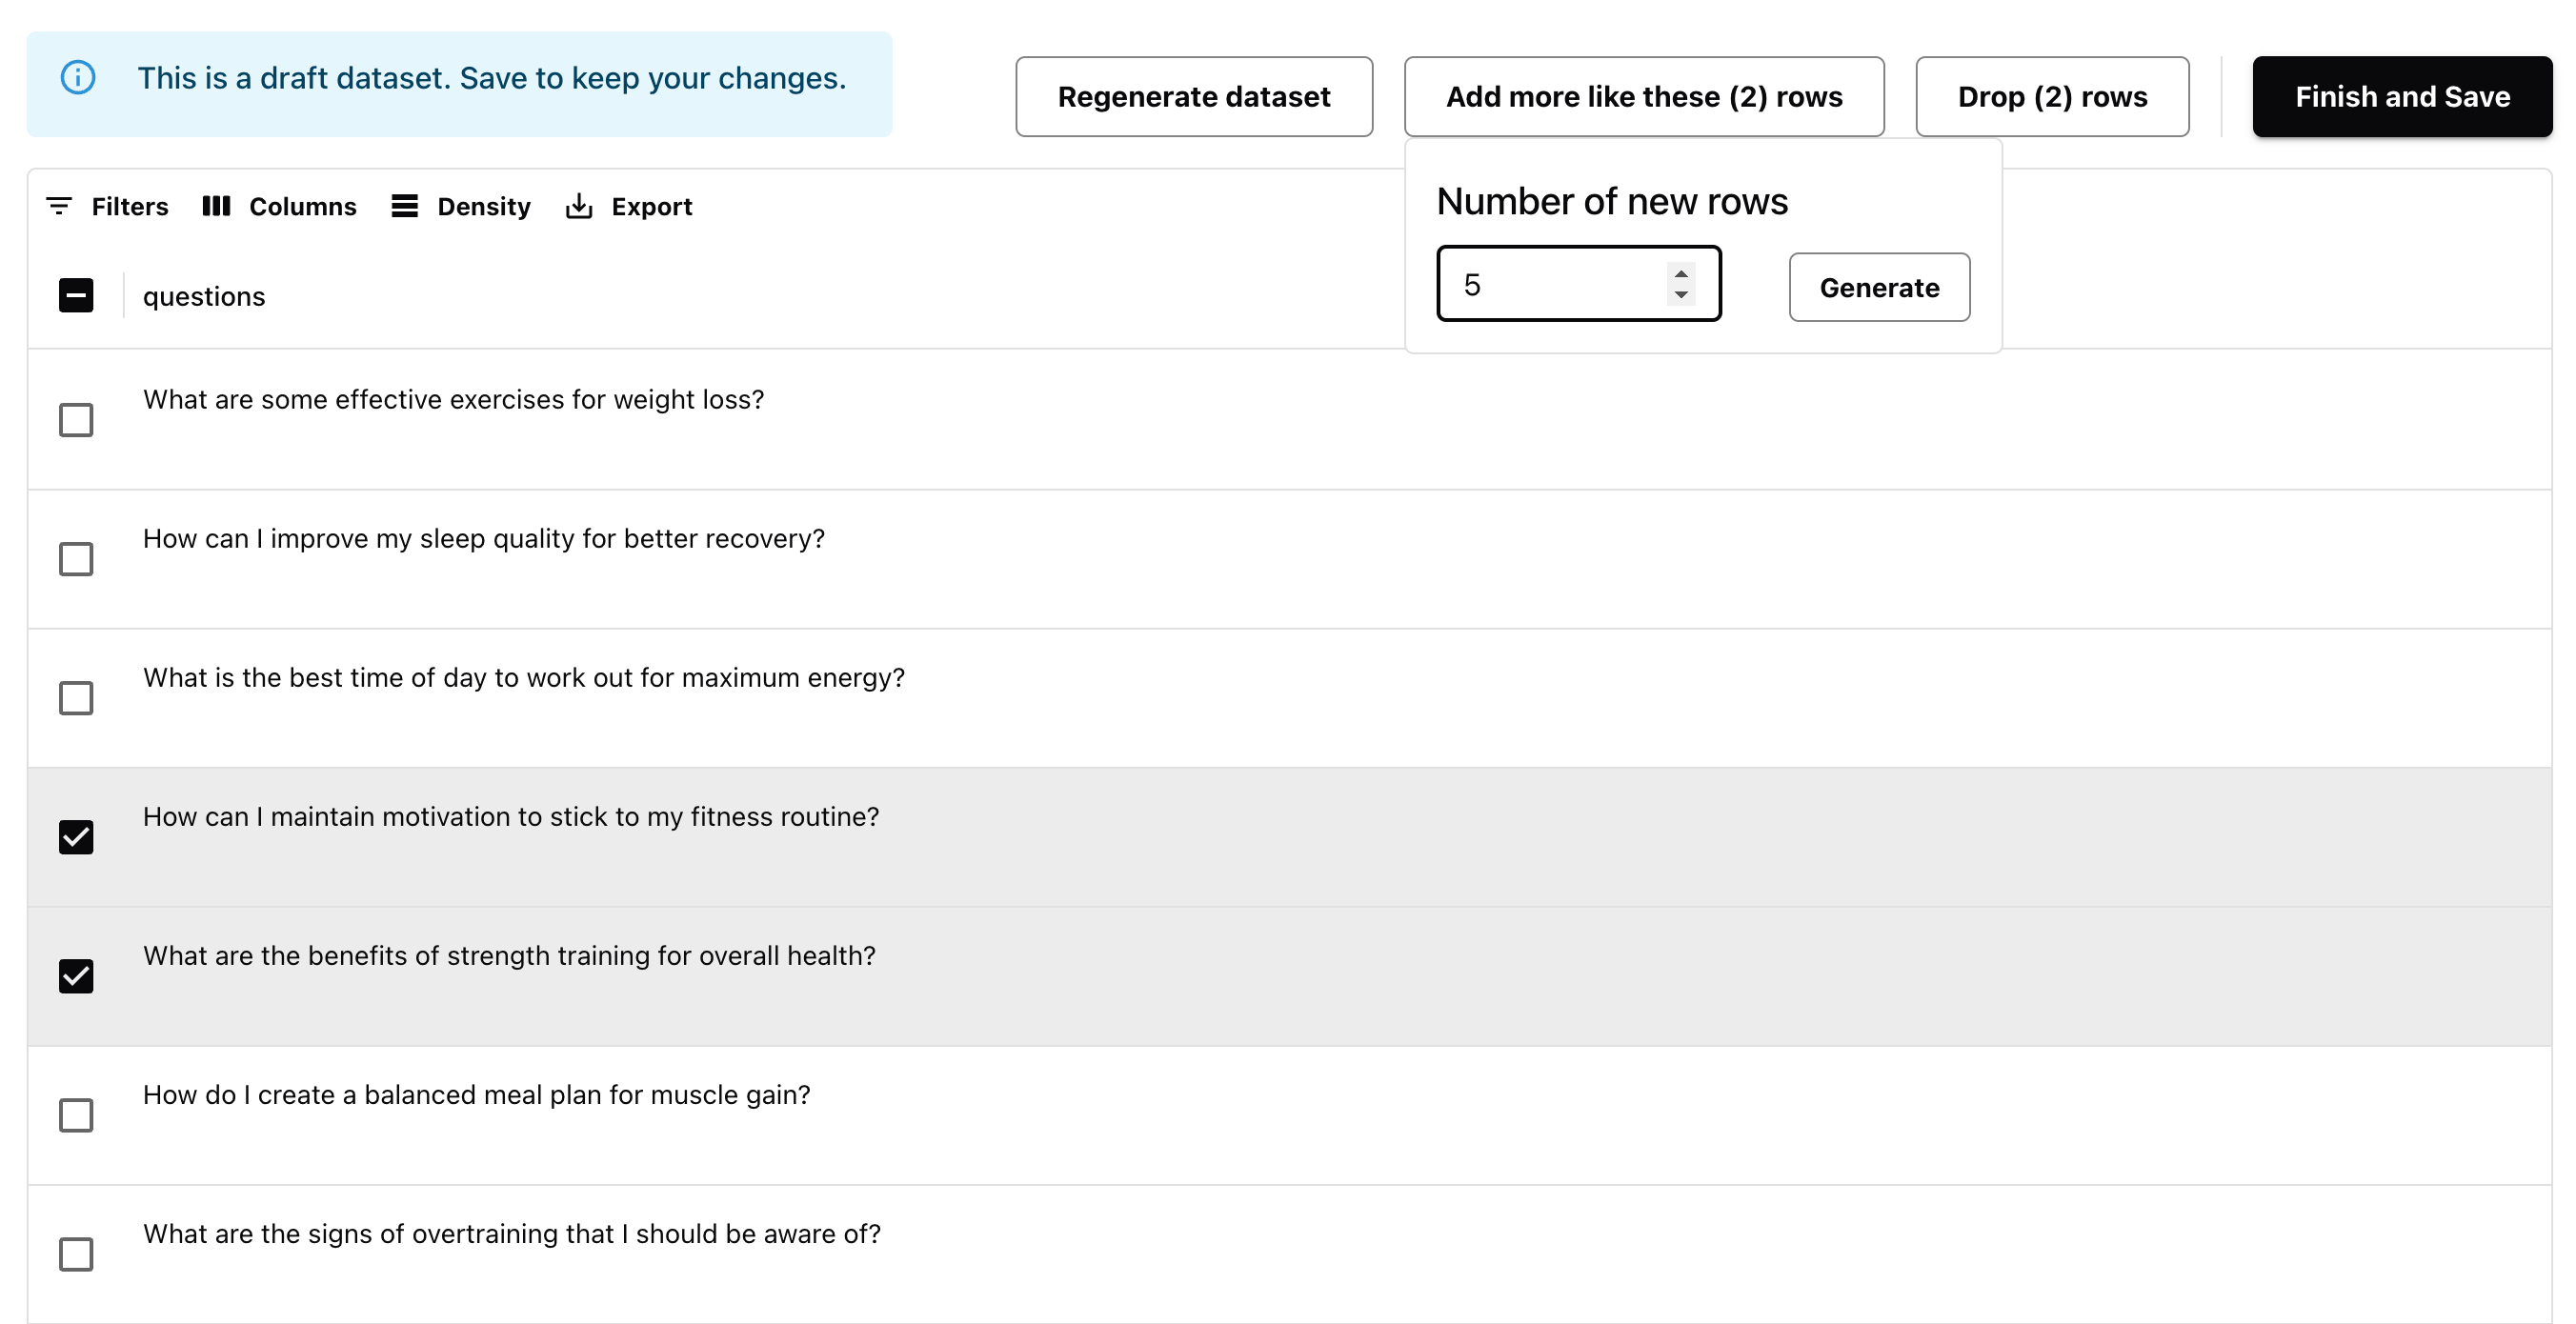 This is a draft dataset. Save to keep your changes.
Regenerate dataset
Add more like these (2) rows
Drop (2) rows
Finish and Save
Number of new rows
5
Generate
Filters
Columns
Density
Export
questions
What are some effective exercises for weight loss?
How can I improve my sleep quality for better recovery?
What is the best time of day to work out for maximum energy?
How can I maintain motivation to stick to my fitness routine?
What are the benefits of strength training for overall health?
How do I create a balanced meal plan for muscle gain?
What are the signs of overtraining that I should be aware of?